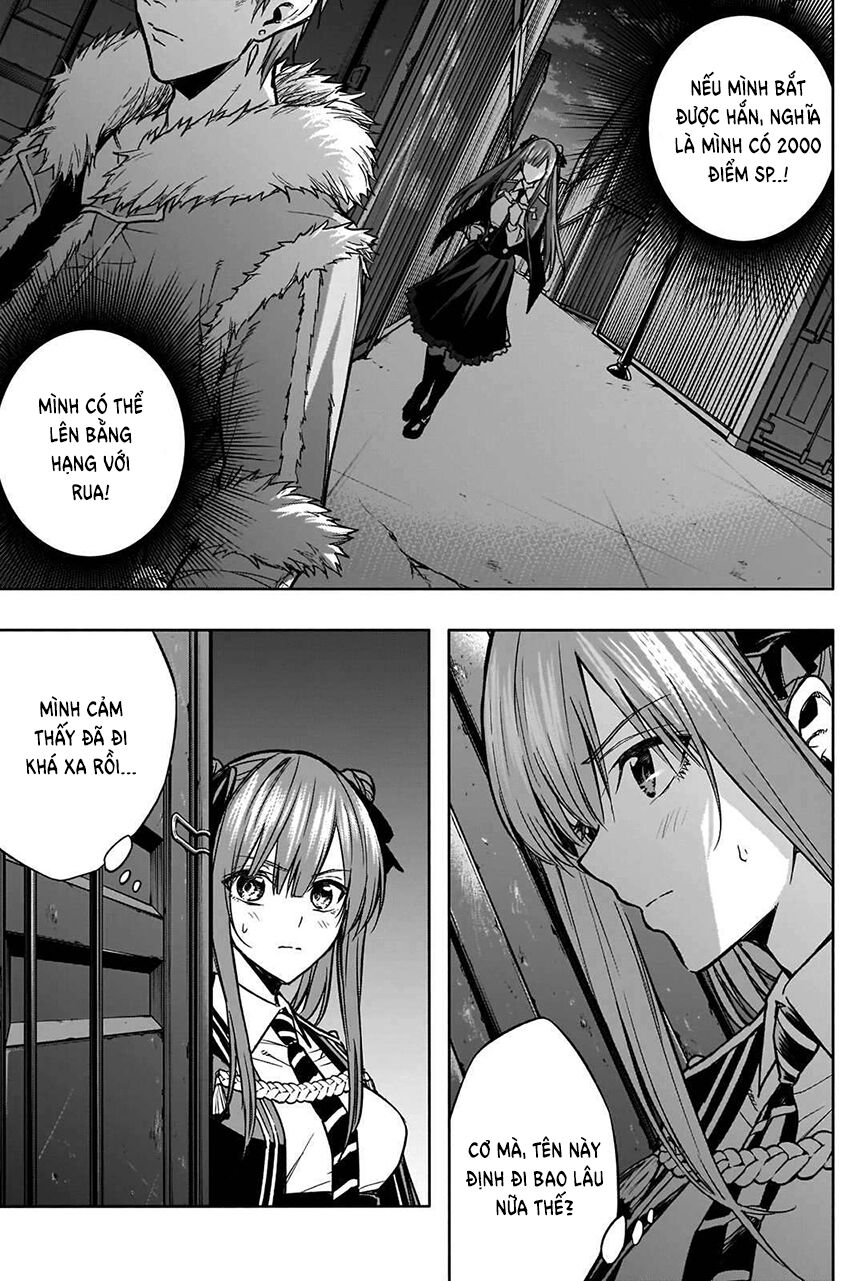 NẾU MÌNH BẮT
ĐƯỢC HẮN, NGHĨA
LÀ MÌNH CÓ 2000
ĐIỂM SP..!
MÌNH CÓ THỂ
LÊN BẰNG
HẠNG VỚI
RUA!
CƠ MÀ, TÊN NÀY
ĐỊNH ĐI BAO LÂU
NỮA THẾ?
MÌNH CẢM
THẤY ĐÃ ĐI
KHÁ XA RỒI...